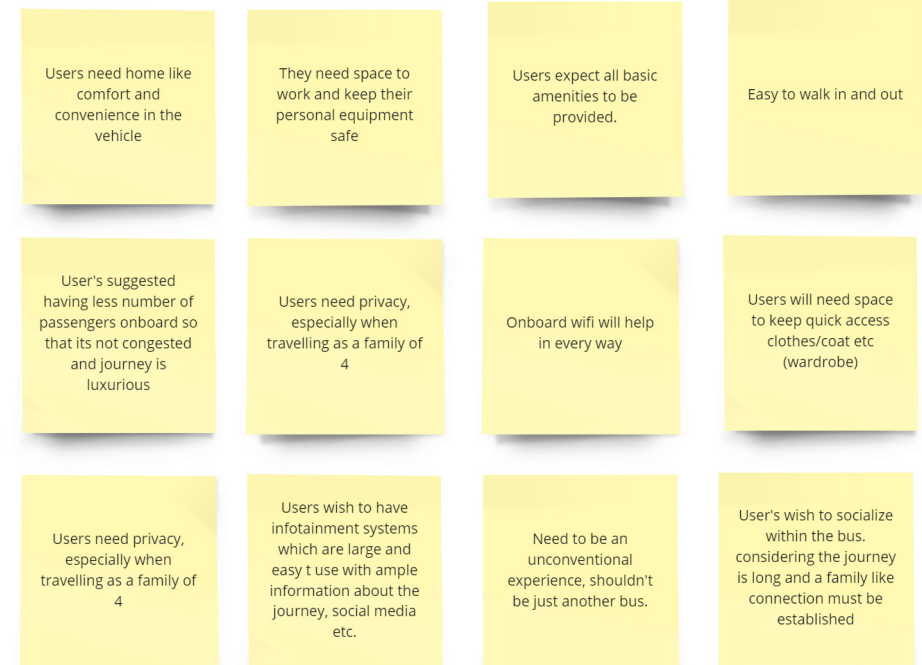 Users need home like
comfort and
convenience in the
vehicle
They need space to
work and keep their
personal equipment
safe
Users expect all basic
amenities to be
provided.
Easy to walk in and out
User's suggested
having less number of
passengers onboard so
that its not congested
and journey is
luxurious
Users need privacy,
especially when
travelling as a family of
4
Onboard wifi will help
in every way
Users will need space
to keep quick access
clothes/coat etc
(wardrobe)
Users need privacy,
especially when
travelling as a family of
4
Users wish to have
infotainment systems
which are large and
easy t use with ample
information about the
journey, social media
etc.
Need to be an
unconventional
experience, shouldn't
be just another bus.
User's wish to socialize
within the bus.
considering the journey
is long and a family like
connection must be
established